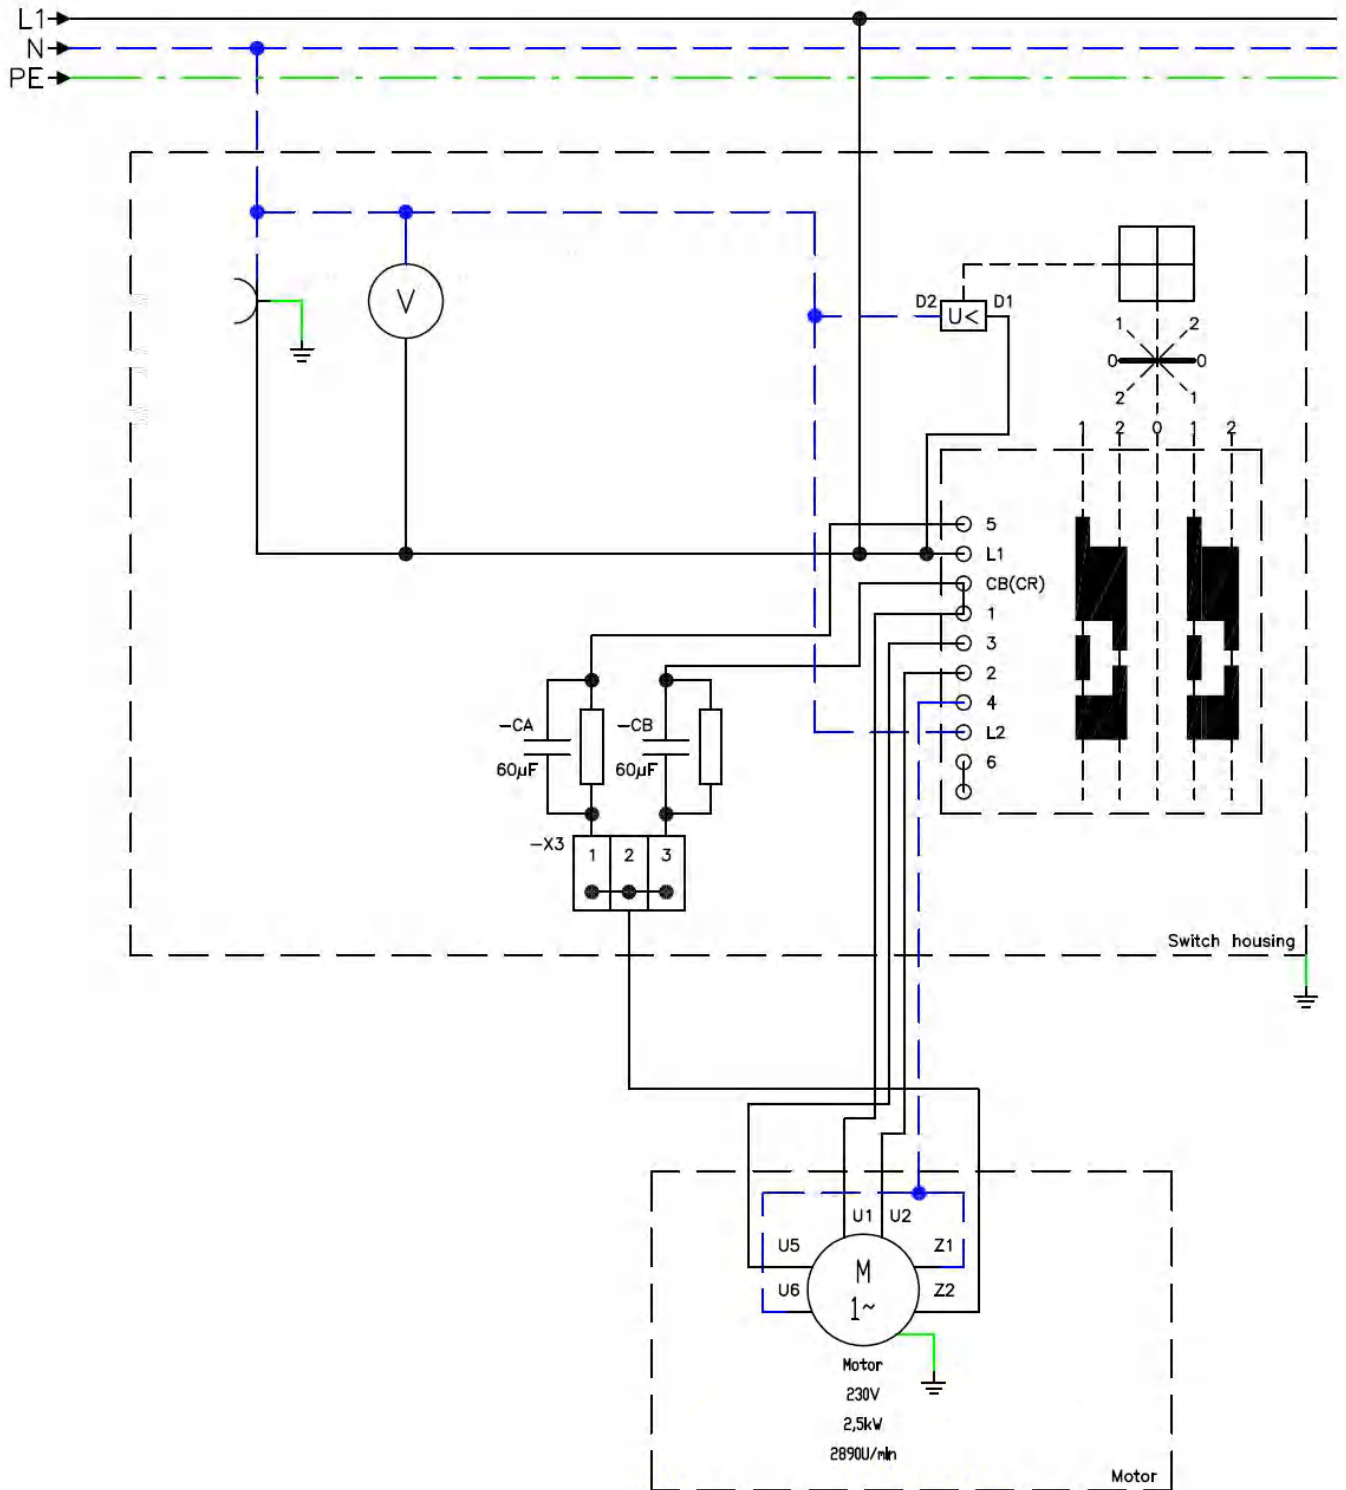 L1
N
PE
V
D2 U< D1
1 2
0 0
2 1
1 2 0 1 2
5
L1
CB(CR)
1
3
2
4
L2
6
-CA
60µF
-CB
60µF
-X3
1 2 3
Switch housing
U1 U2
U5 Z1
U6 Z2
M
1~
Motor
230V
2,5kW
2890U/min
Motor